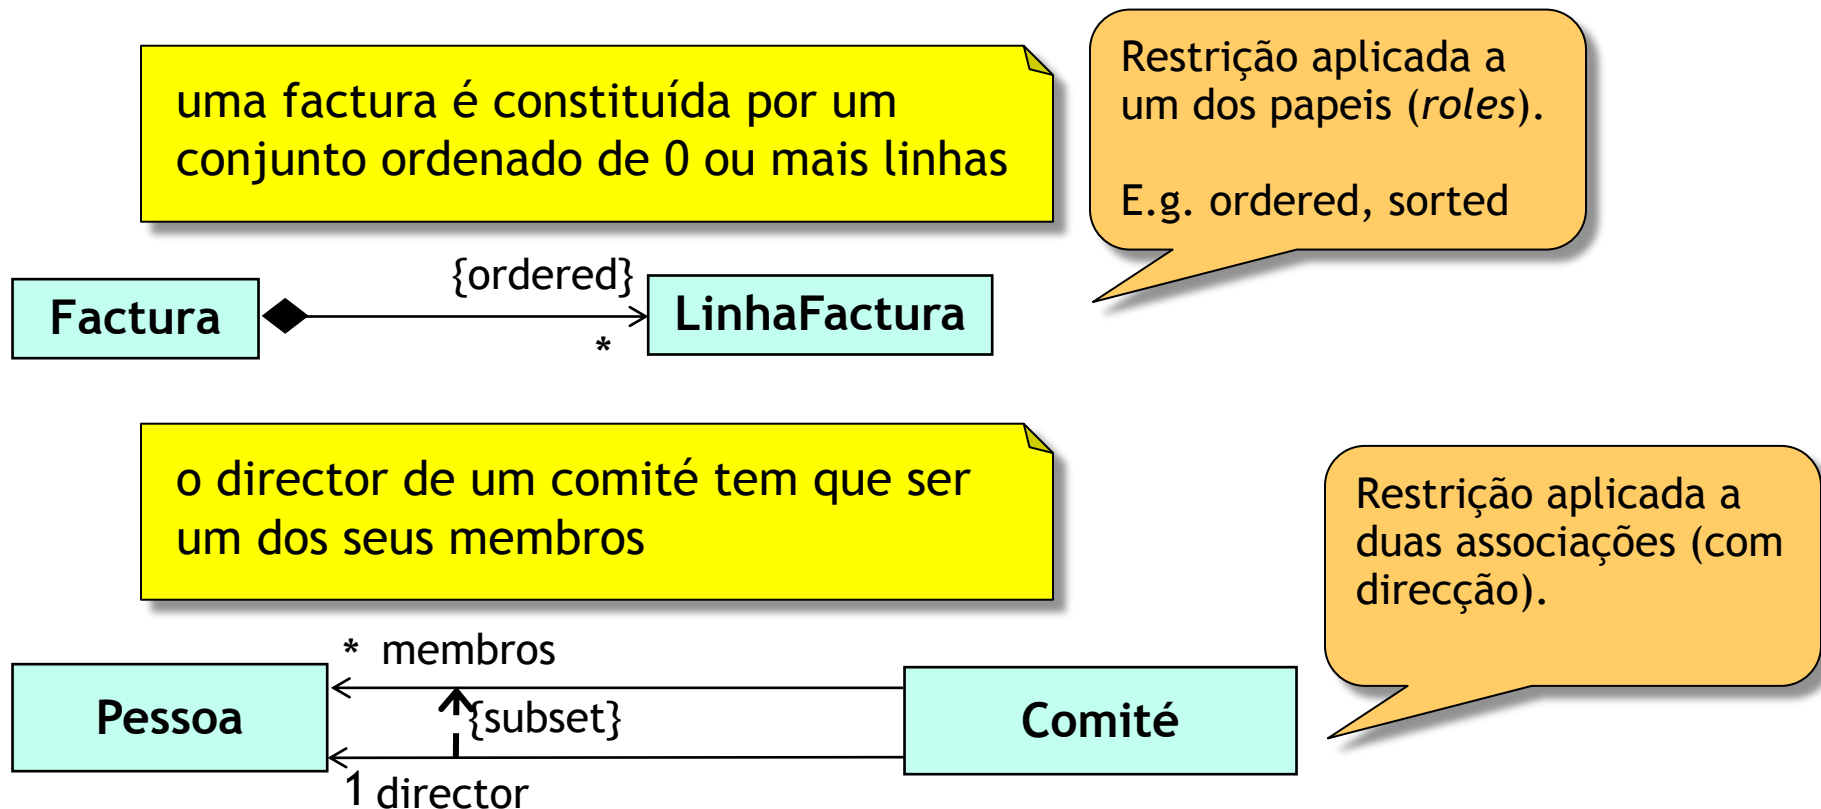 uma factura é constituída por um
conjunto ordenado de 0 ou mais linhas
Restrição aplicada a
um dos papeis (roles).
E.g. ordered, sorted
{ordered}
Factura
LinhaFactura
*
o director de um comité tem que ser
um dos seus membros
Restrição aplicada a
duas associações (com
direcção).
* membros
Pessoa
{subset}
Comité
1 director